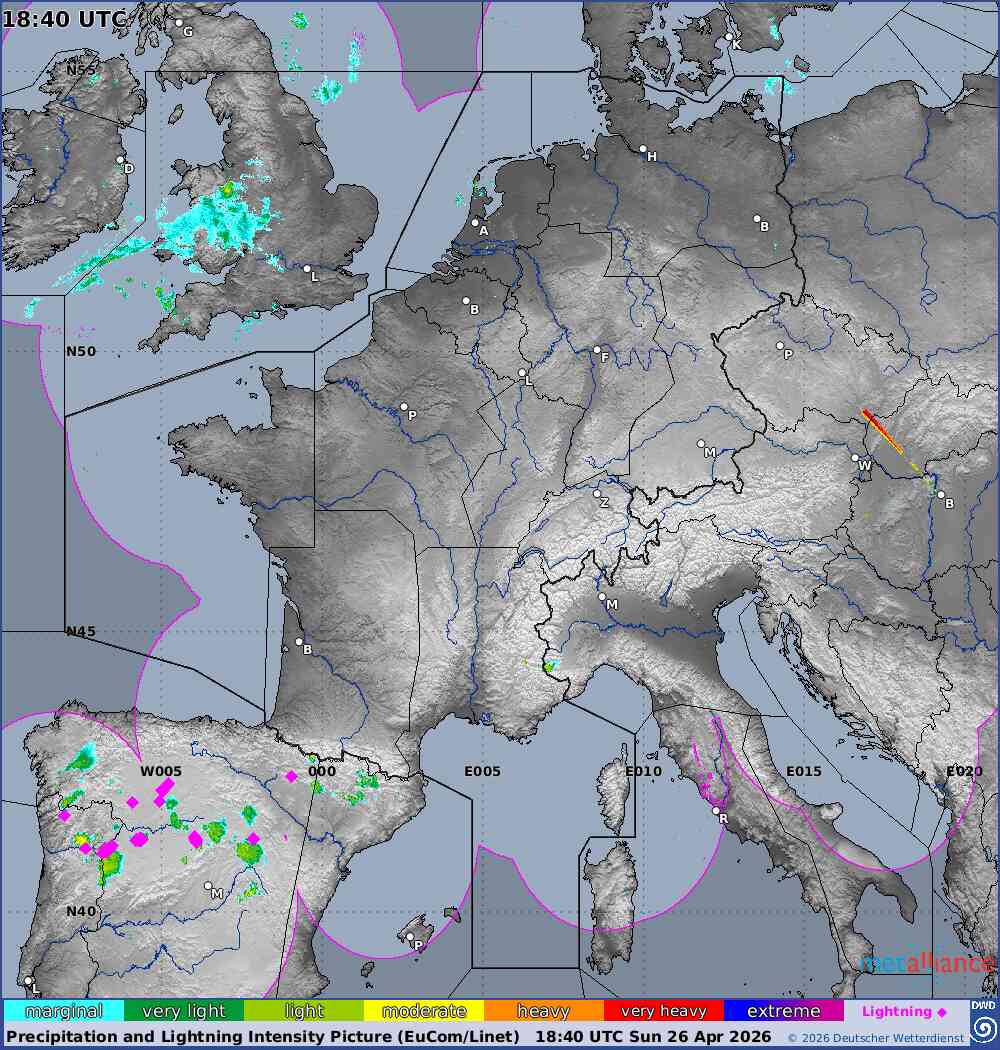 18:40 UTC
G
K
N55
H
D
A
B
L
B
N50
F
P
L
P
M
W
B
Z
M
N45
B
W005
000
E005
E010
E015
E020
R
M
N40
P
L
metalliance
marginal very light light moderate heavy very heavy extreme Lightning DWD
Precipitation and Lightning Intensity Picture (EuCom/Linet) 18:40 UTC Sun 26 Apr 2026 © 2026 Deutscher Wetterdienst